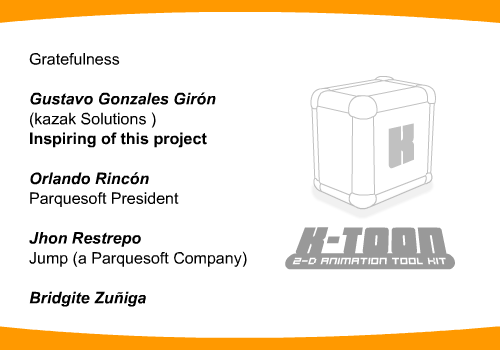 Gratefulness
Gustavo Gonzales Girón
(kazak Solutions )
Inspiring of this project
Orlando Rincón
Parquesoft President
Jhon Restrepo
Jump (a Parquesoft Company)
Bridgite Zuñiga
K
K-TOON
2-D ANIMATION TOOL KIT